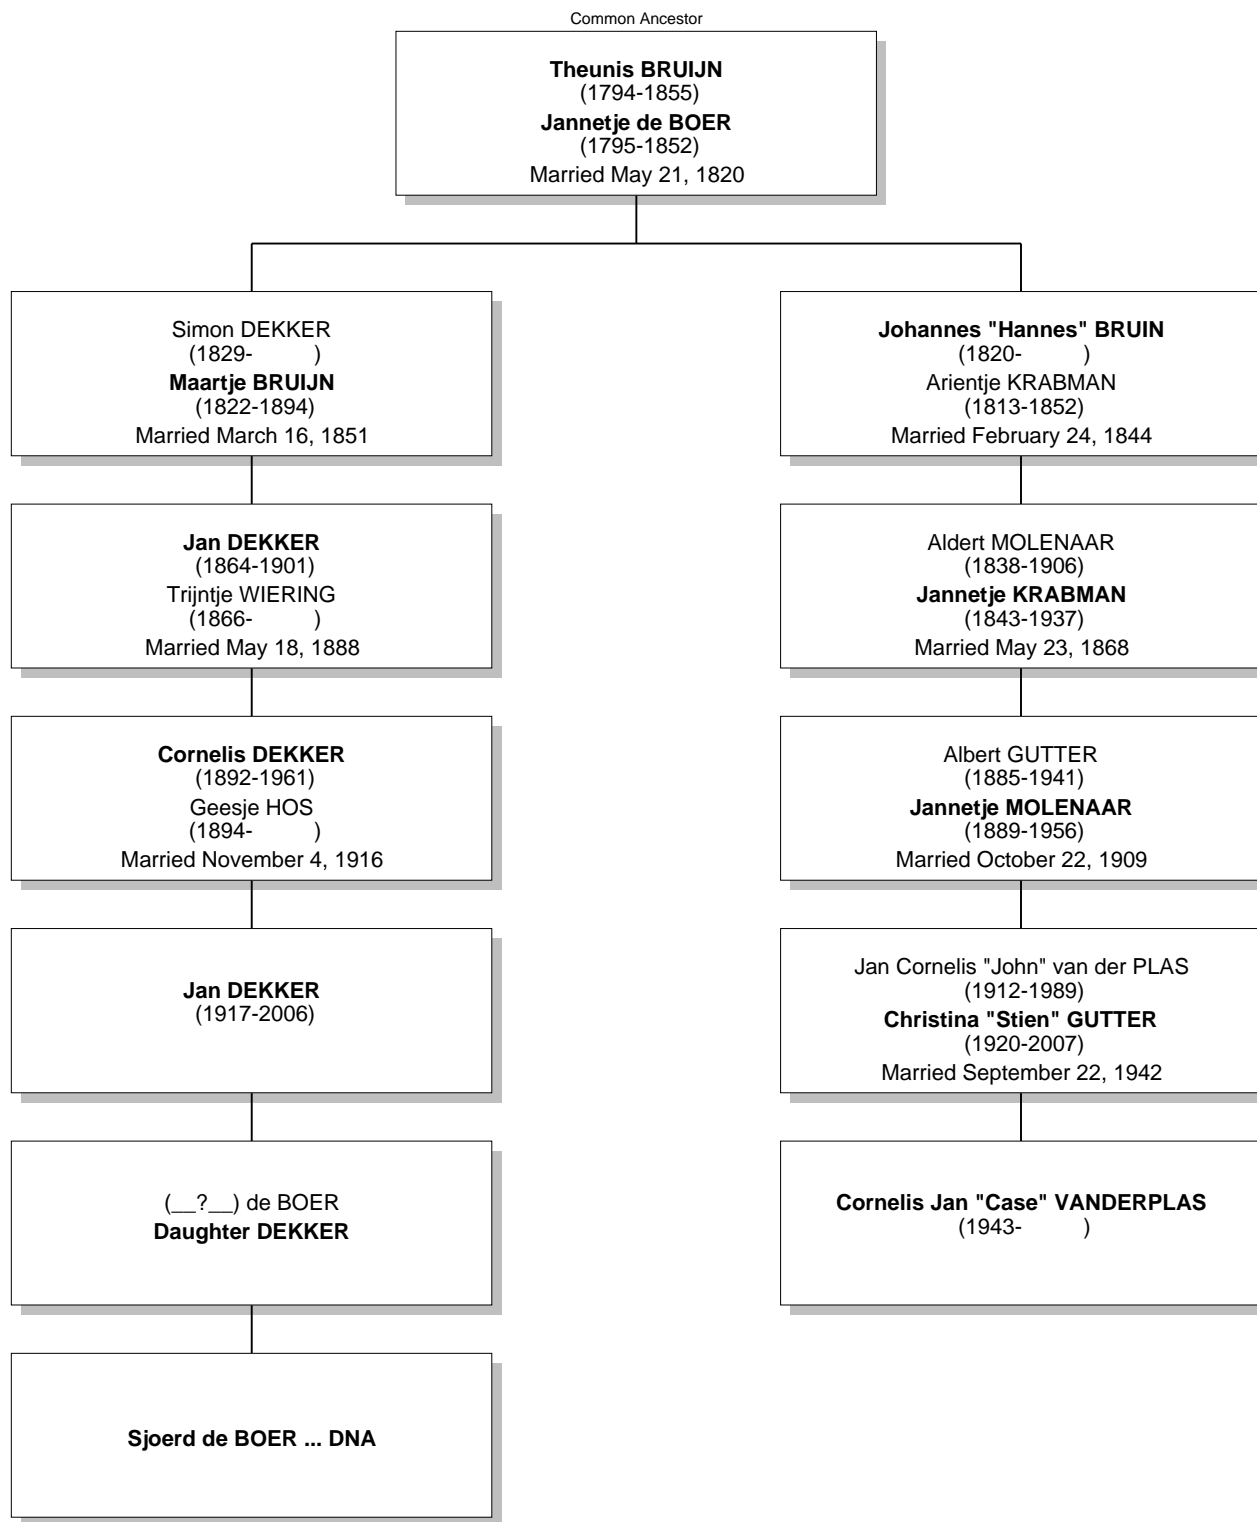 Common Ancestor
Theunis BRUIJN
(1794-1855)
Jannetje de BOER
(1795-1852)
Married May 21, 1820
Simon DEKKER
(1829-          )
Maartje BRUIJN
(1822-1894)
Married March 16, 1851
Johannes "Hannes" BRUIN
(1820-          )
Arientje KRABMAN
(1813-1852)
Married February 24, 1844
Jan DEKKER
(1864-1901)
Trijntje WIERING
(1866-          )
Married May 18, 1888
Aldert MOLENAAR
(1838-1906)
Jannetje KRABMAN
(1843-1937)
Married May 23, 1868
Cornelis DEKKER
(1892-1961)
Geesje HOS
(1894-          )
Married November 4, 1916
Albert GUTTER
(1885-1941)
Jannetje MOLENAAR
(1889-1956)
Married October 22, 1909
Jan DEKKER
(1917-2006)
Jan Cornelis "John" van der PLAS
(1912-1989)
Christina "Stien" GUTTER
(1920-2007)
Married September 22, 1942
(__?__) de BOER
Daughter DEKKER
Cornelis Jan "Case" VANDERPLAS
(1943-          )
Sjoerd de BOER ... DNA